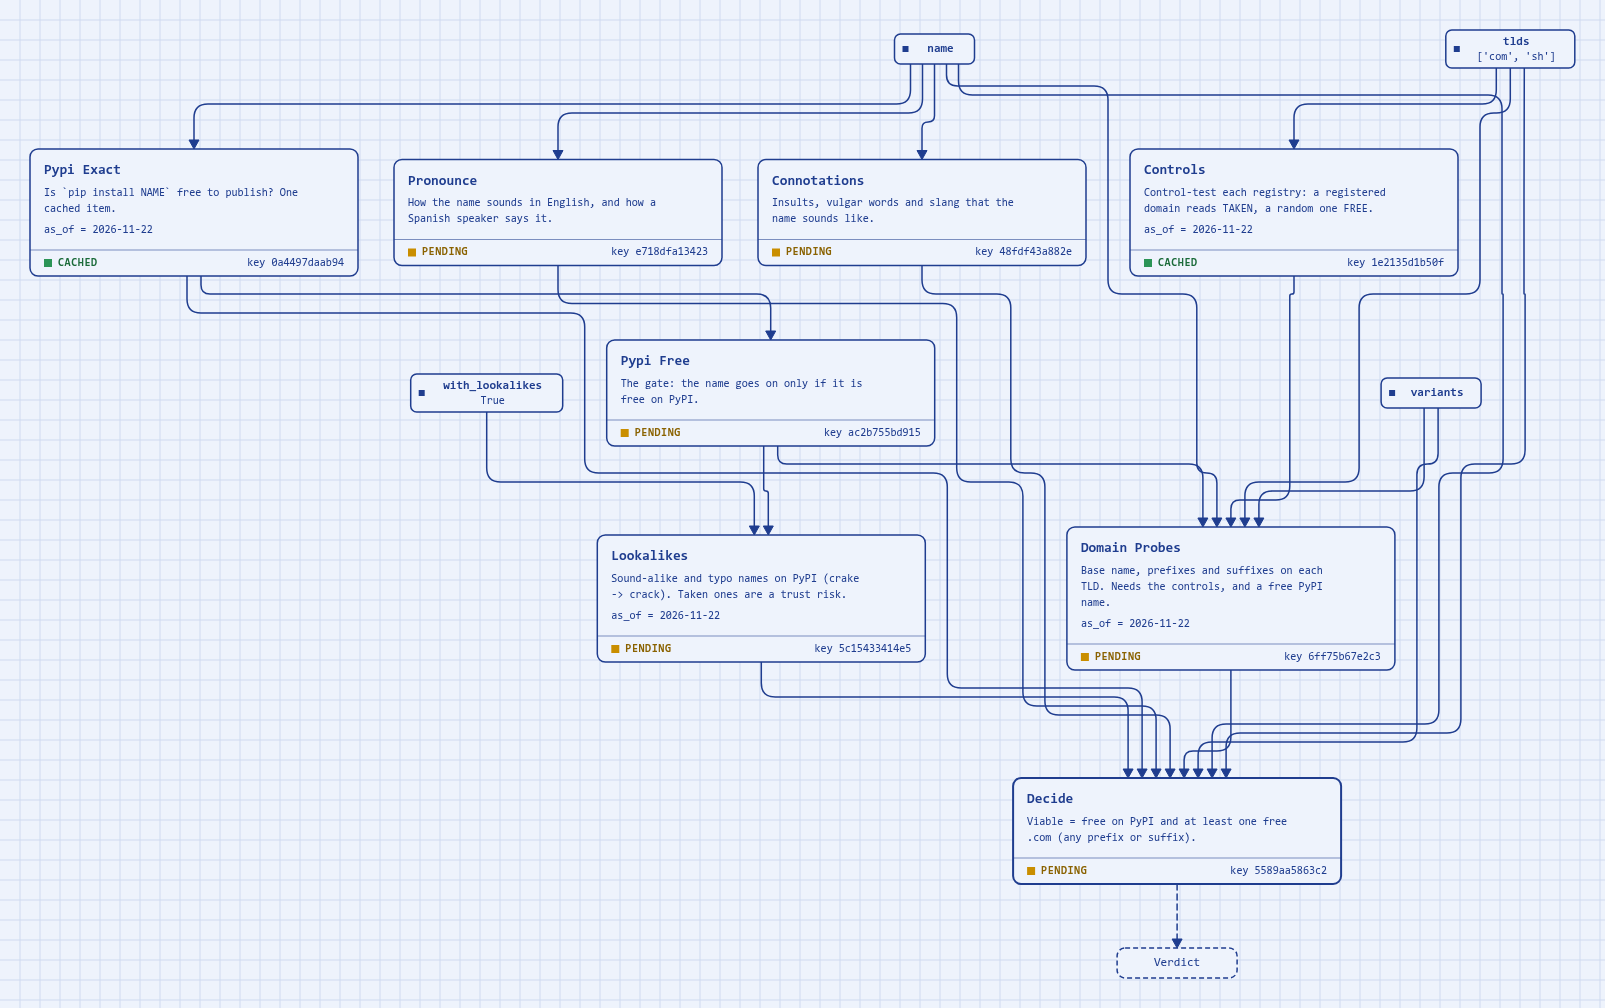 name
tlds
['com', 'sh']
Pypi Exact
Is `pip install NAME` free to publish? One
cached item.
as_of = 2026-11-22
CACHED
key 0a4497daab94
Pronounce
How the name sounds in English, and how a
Spanish speaker says it.
PENDING
key e718dfa13423
Connotations
Insults, vulgar words and slang that the
name sounds like.
PENDING
key 48fdf43a882e
Controls
Control-test each registry: a registered
domain reads TAKEN, a random one FREE.
as_of = 2026-11-22
CACHED
key 1e2135d1b50f
with_lookalikes
True
Pypi Free
The gate: the name goes on only if it is
free on PyPI.
PENDING
key ac2b755bd915
variants
Lookalikes
Sound-alike and typo names on PyPI (crake
-> crack). Taken ones are a trust risk.
as_of = 2026-11-22
PENDING
key 5c15433414e5
Domain Probes
Base name, prefixes and suffixes on each
TLD. Needs the controls, and a free PyPI
name.
as_of = 2026-11-22
PENDING
key 6ff75b67e2c3
Decide
Viable = free on PyPI and at least one free
.com (any prefix or suffix).
PENDING
key 5589aa5863c2
Verdict